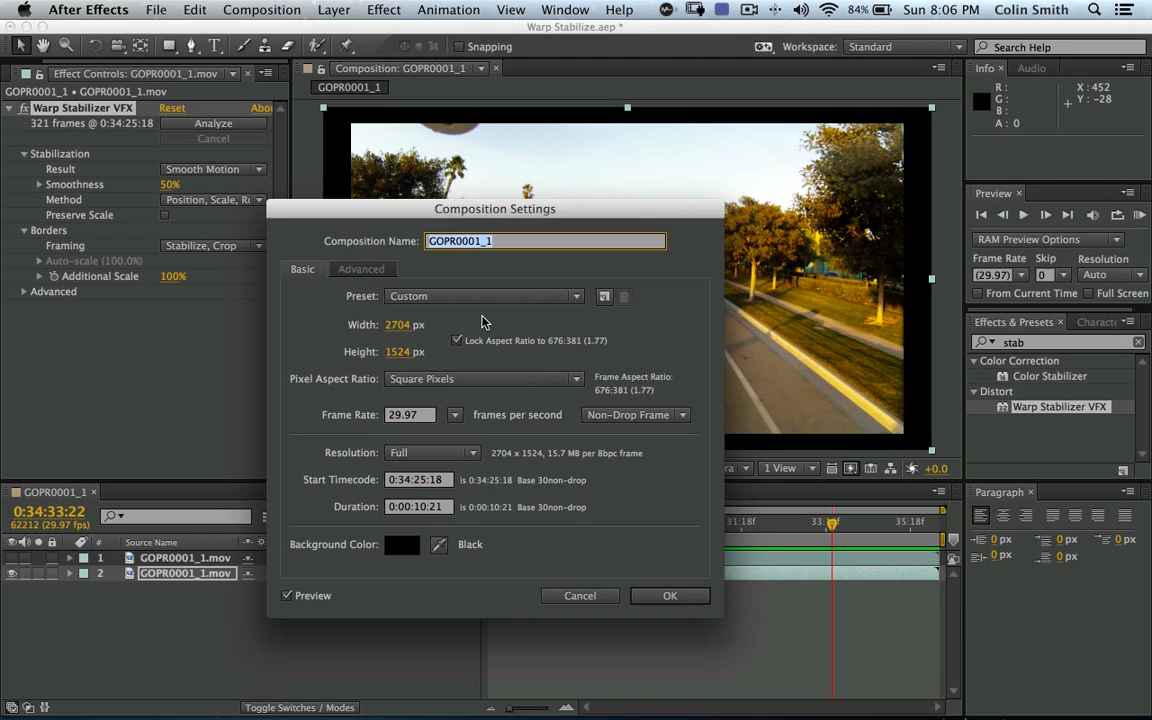 After Effects File Edit Composition Layer Effect Animation View Window Help 84% Sun 8:06 PM Colin Smith
Warp Stabilize.aep *
Snapping Workspace: Standard Search Help
Effect Controls: GOPR0001_1.mov
GOPR0001_1 • GOPR0001_1.mov
fx Warp Stabilizer VFX Reset Abou
321 frames @ 0:34:25:18 Analyze
Cancel
Stabilization
Result Smooth Motion
Smoothness 50%
Method Position, Scale, R
Preserve Scale
Borders
Framing Stabilize, Crop
Auto-scale (100.0%)
Additional Scale 100%
Advanced
Composition: GOPR0001_1
GOPR0001_1
Composition Settings
Composition Name: GOPR0001_1
Basic Advanced
Preset: Custom
Width: 2704 px
Lock Aspect Ratio to 676:381 (1.77)
Height: 1524 px
Pixel Aspect Ratio: Square Pixels Frame Aspect Ratio:
676:381 (1.77)
Frame Rate: 29.97 frames per second Non-Drop Frame
Resolution: Full 2704 x 1524, 15.7 MB per 8bpc frame
Start Timecode: 0:34:25:18 is 0:34:25:18 Base 30non-drop
Duration: 0:00:10:21 is 0:00:10:21 Base 30non-drop
Background Color: Black
Preview Cancel OK
1 View +0.0
Info Audio
R: X: 452
G: Y: -28
B:
A: 0
Preview
RAM Preview Options
Frame Rate Skip Resolution
(29.97) 0 Auto
From Current Time Full Screen
Effects & Presets Characte
stab
Color Correction
Color Stabilizer
Distort
Warp Stabilizer VFX
Paragraph
0 px 0 px 0 px
0 px 0 px
GOPR0001_1
0:34:33:22
62212 (29.97 fps)
# Source Name
1 GOPR0001_1.mov
2 GOPR0001_1.mov
31:18f 33: 35:18f
Toggle Switches / Modes